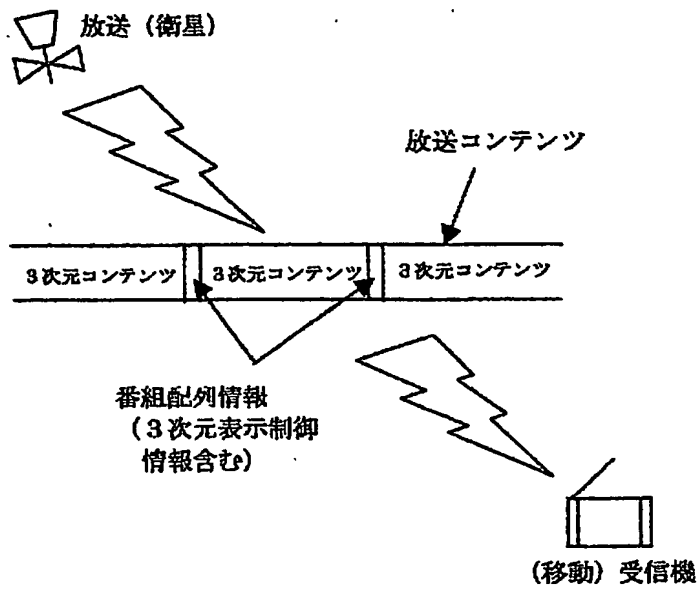 放送（衛星）
放送コンテンツ
３次元コンテンツ
３次元コンテンツ
３次元コンテンツ
番組配列情報
（３次元表示制御
情報含む）
（移動）受信機